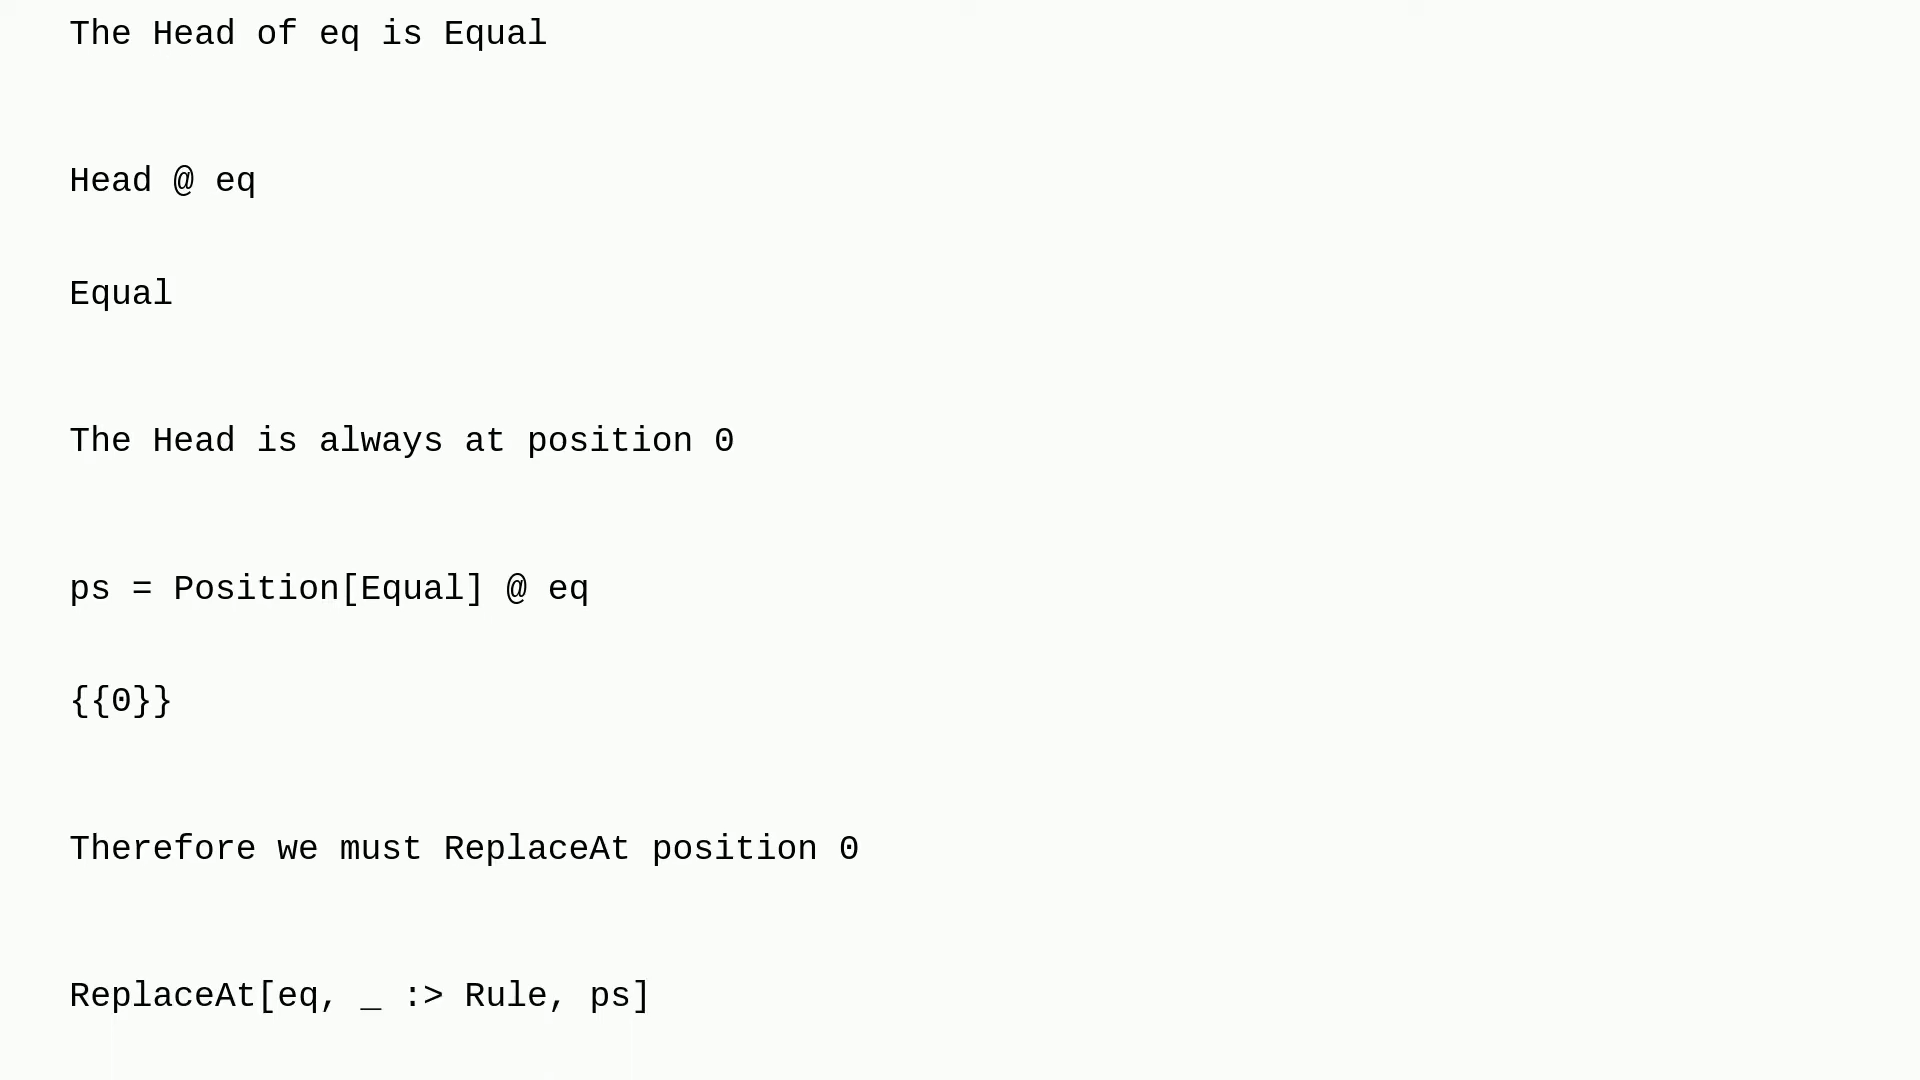 The Head of eq is Equal
Head @ eq
Equal
The Head is always at position 0
ps = Position[Equal] @ eq
{{0}}
Therefore we must ReplaceAt position 0
ReplaceAt[eq, _ :> Rule, ps]